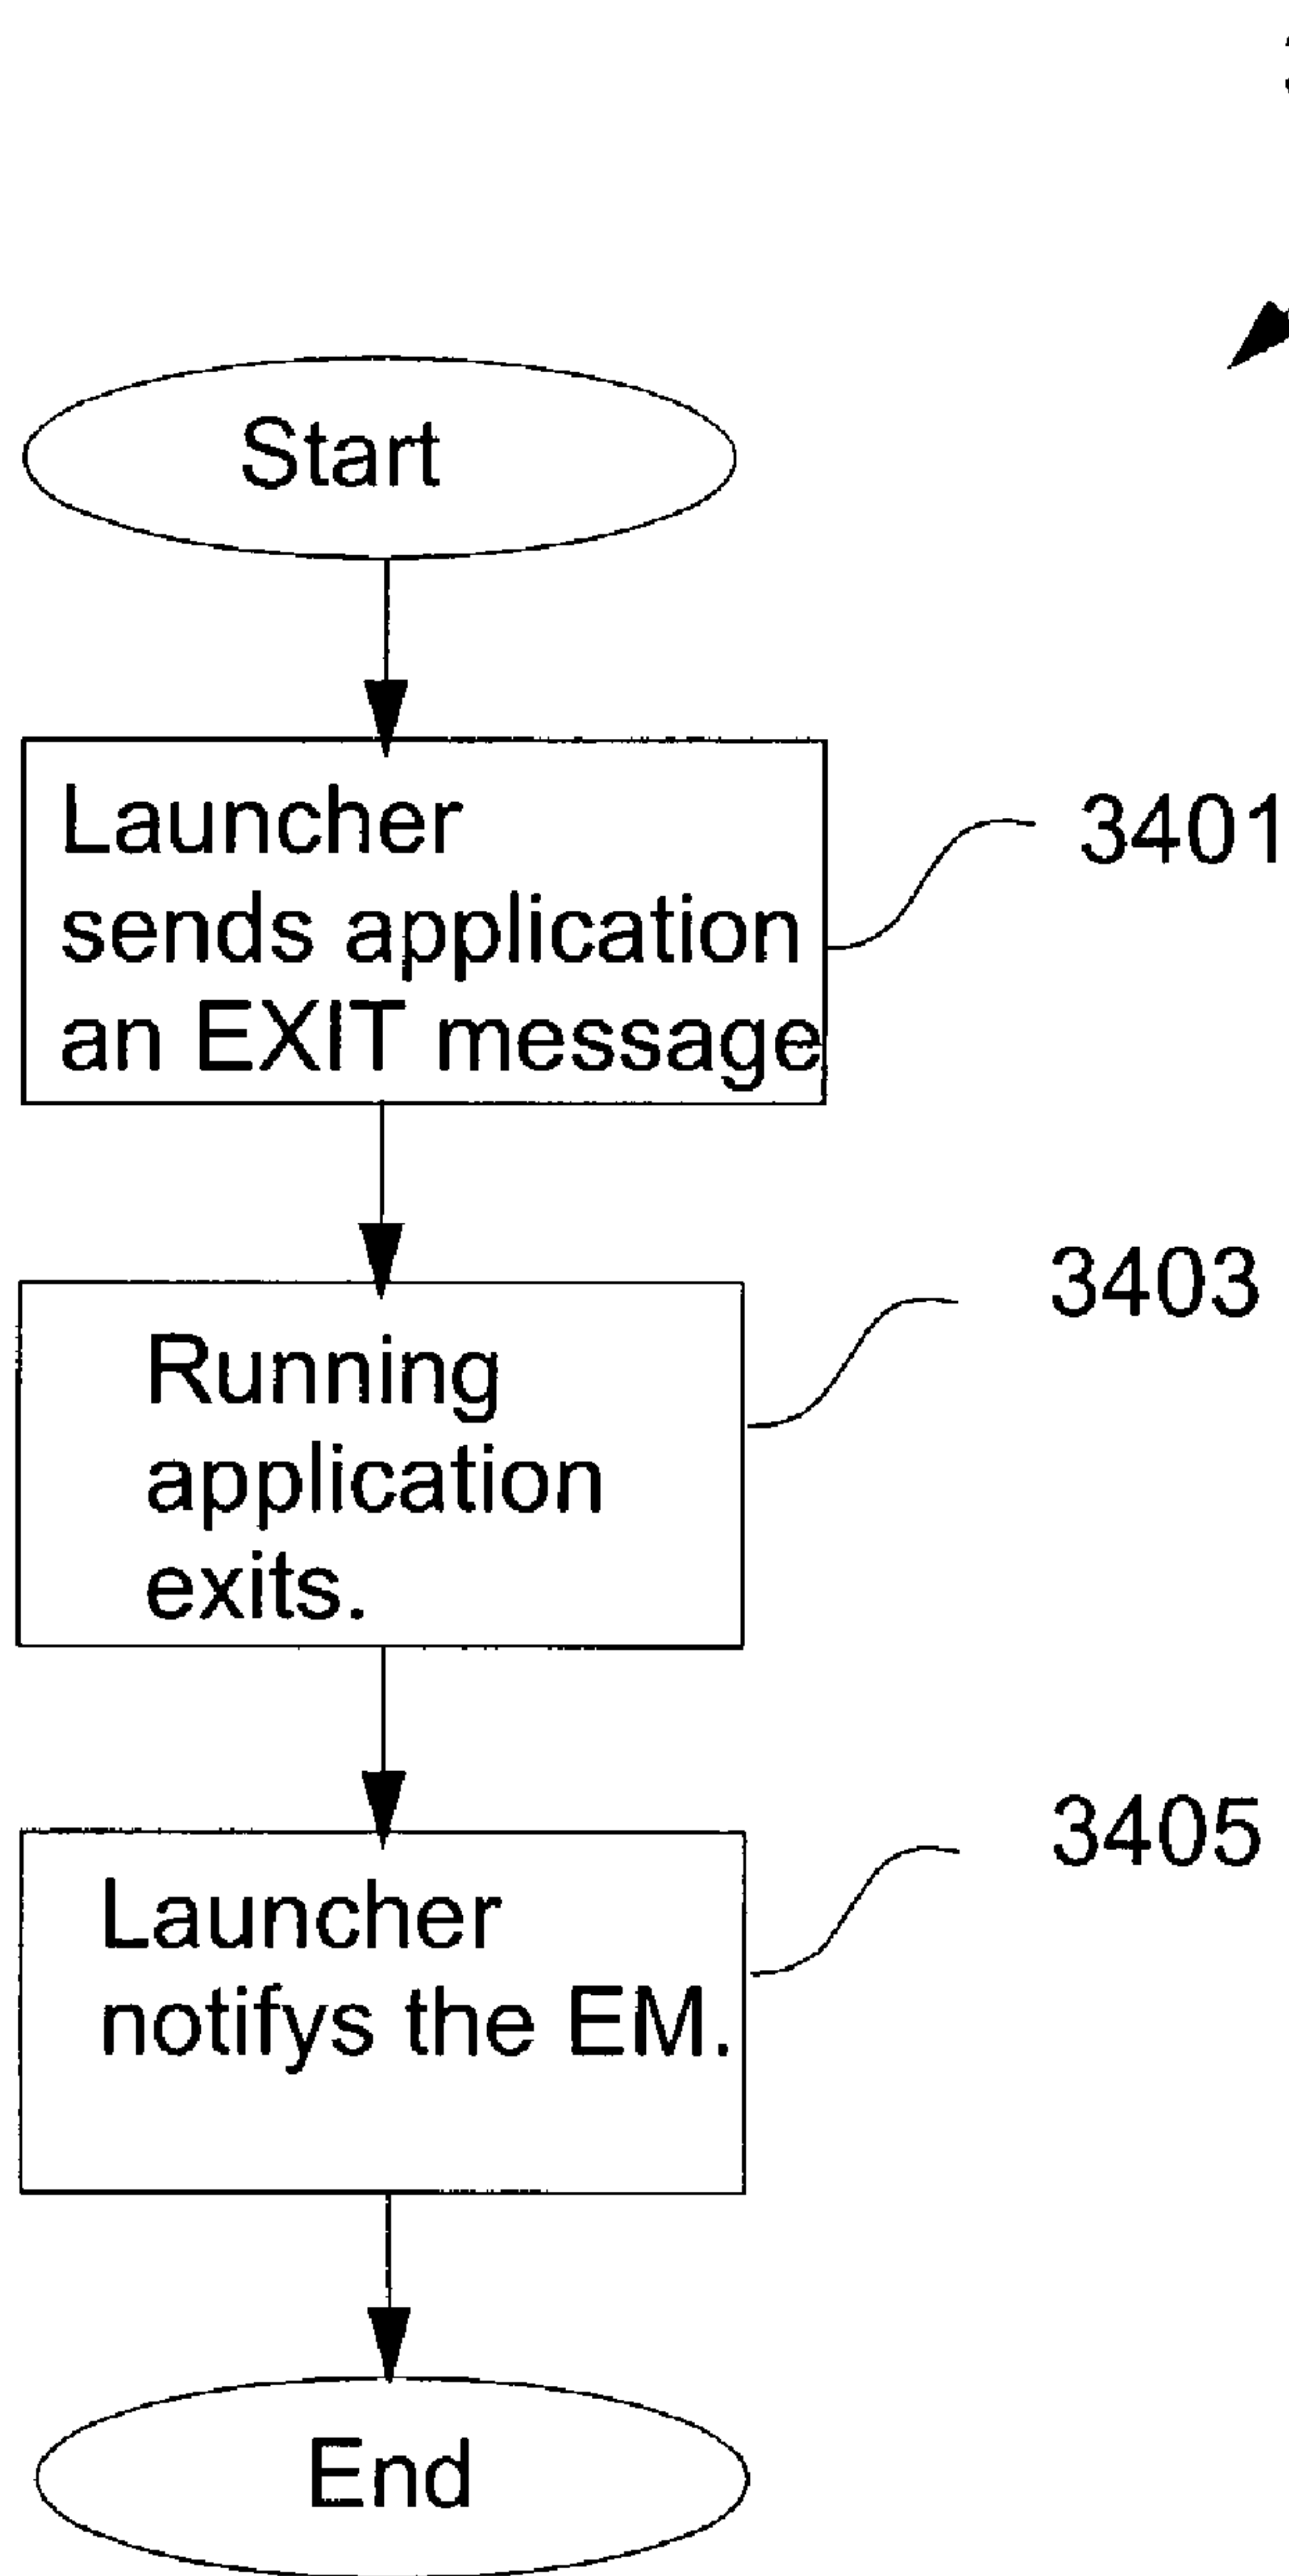 Start
Launcher
sends application
an EXIT message
3401
Running
application
exits.
3403
Launcher
notifys the EM.
3405
End